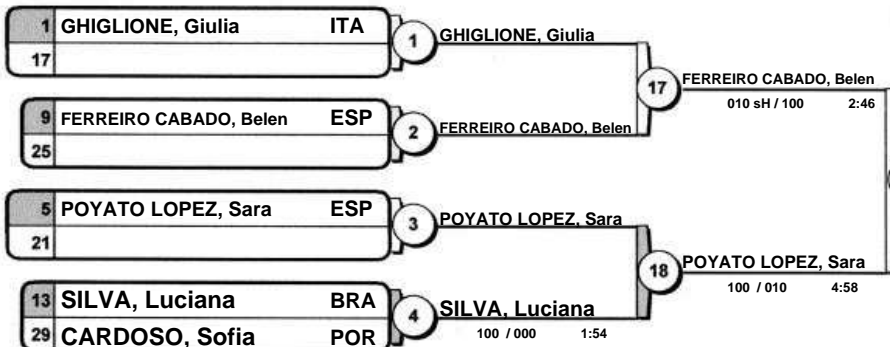 1 GHIGLIONE, Giulia ITA
17
1 GHIGLIONE, Giulia
9 FERREIRO CABADO, Belen ESP
25
2 FERREIRO CABADO, Belen
17 FERREIRO CABADO, Belen
010 sH / 100 2:46
5 POYATO LOPEZ, Sara ESP
21
3 POYATO LOPEZ, Sara
13 SILVA, Luciana BRA
29 CARDOSO, Sofia POR
4 SILVA, Luciana
100 / 000 1:54
18 POYATO LOPEZ, Sara
100 / 010 4:58